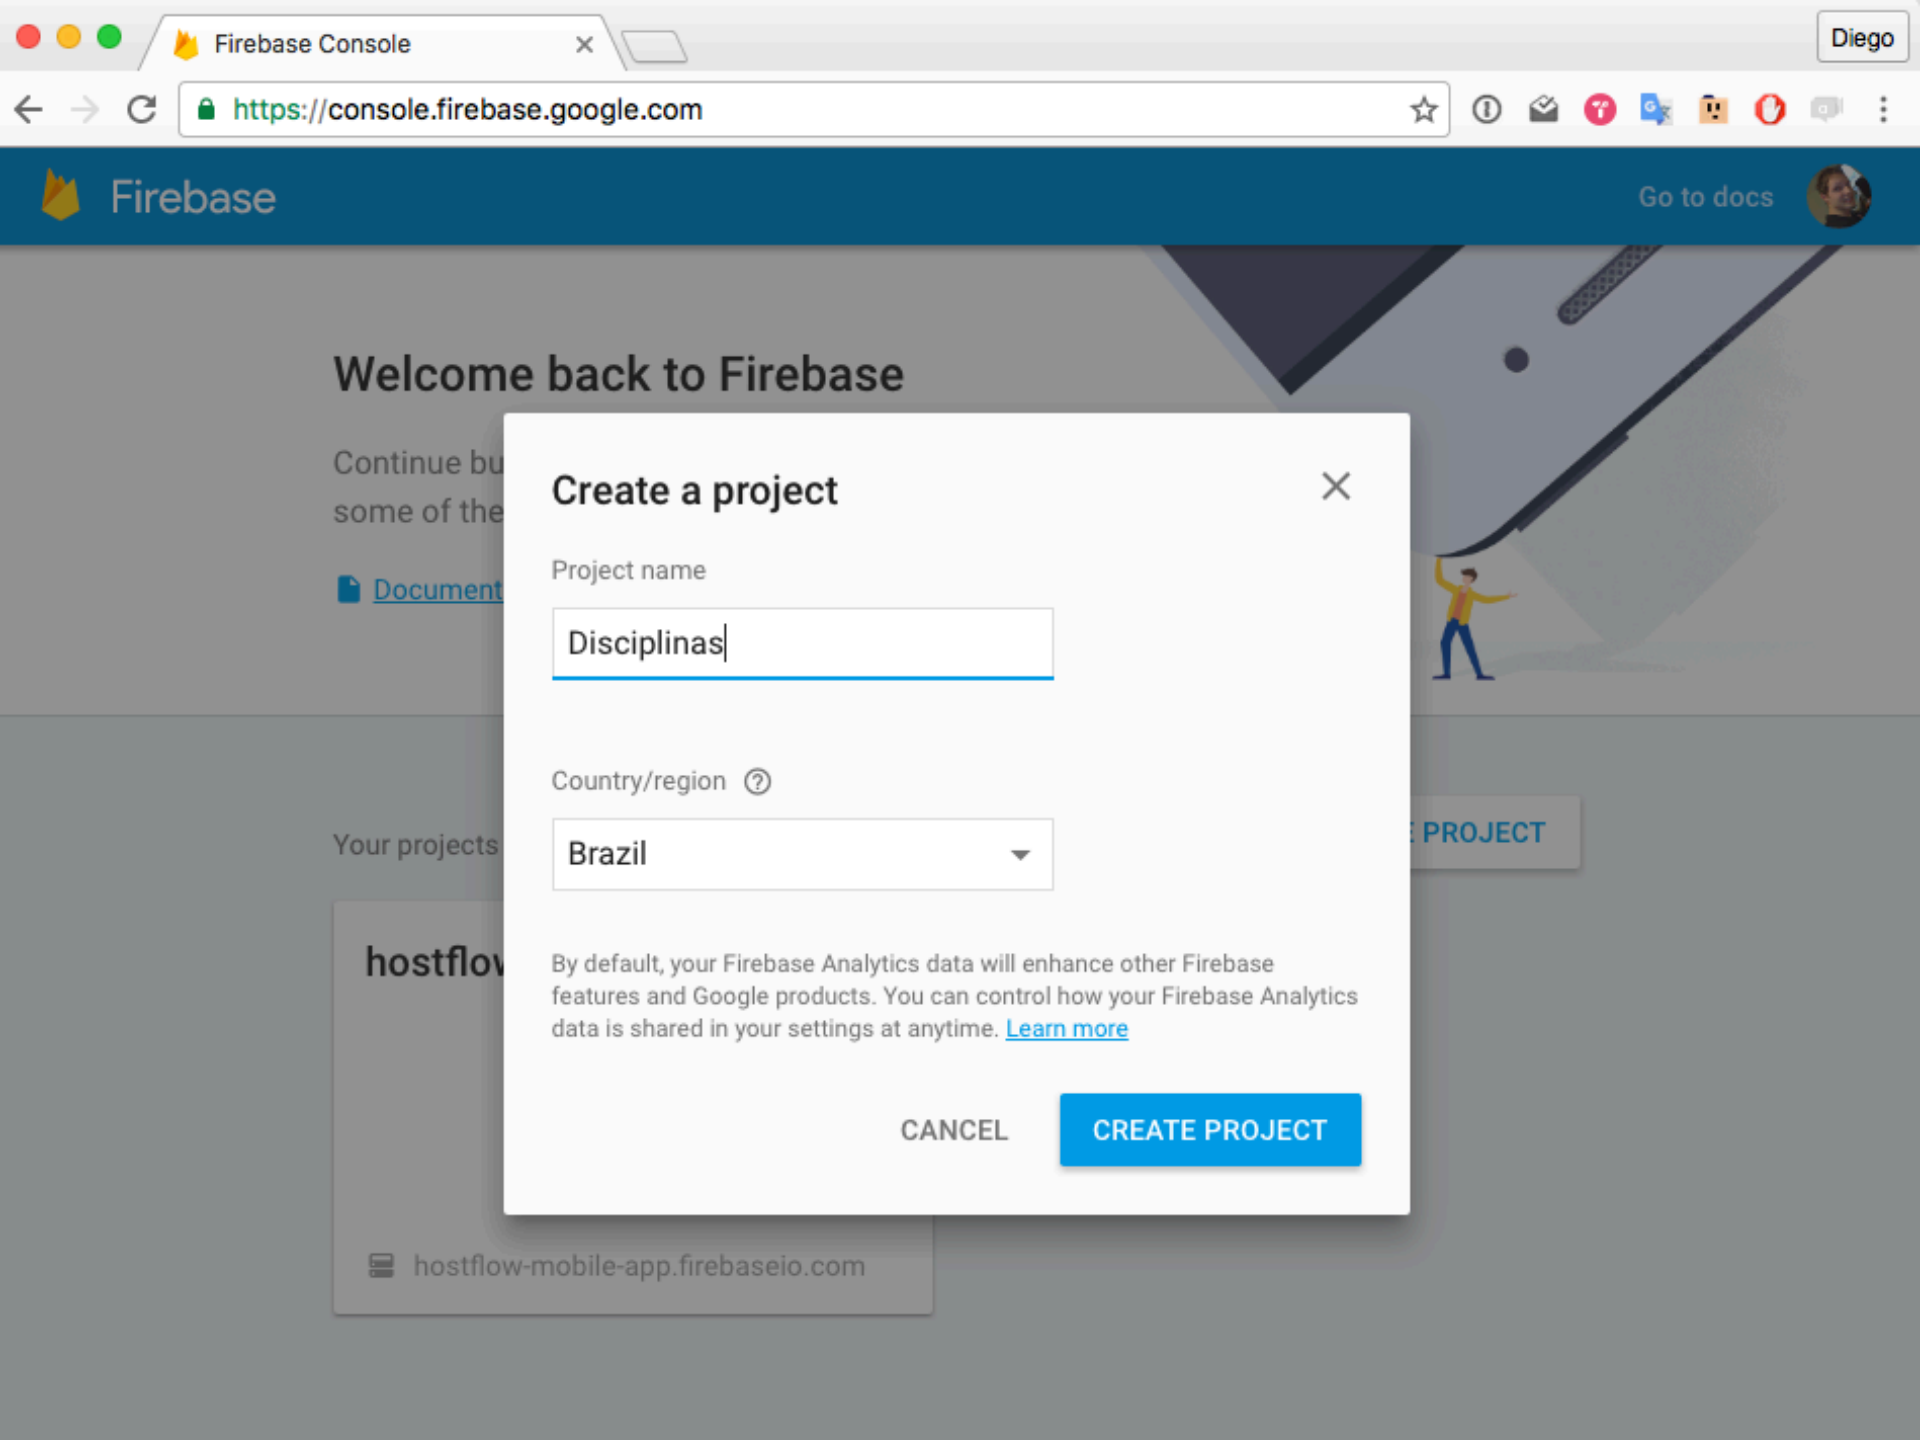 Firebase Console
Diego
https://console.firebase.google.com
Firebase
Go to docs
Welcome back to Firebase
Continue bu
some of the
Document
Create a project
Project name
Disciplinas
Country/region
Brazil
Your projects
PROJECT
hostflow
By default, your Firebase Analytics data will enhance other Firebase
features and Google products. You can control how your Firebase Analytics
data is shared in your settings at anytime. Learn more
CANCEL
CREATE PROJECT
hostflow-mobile-app.firebaseio.com